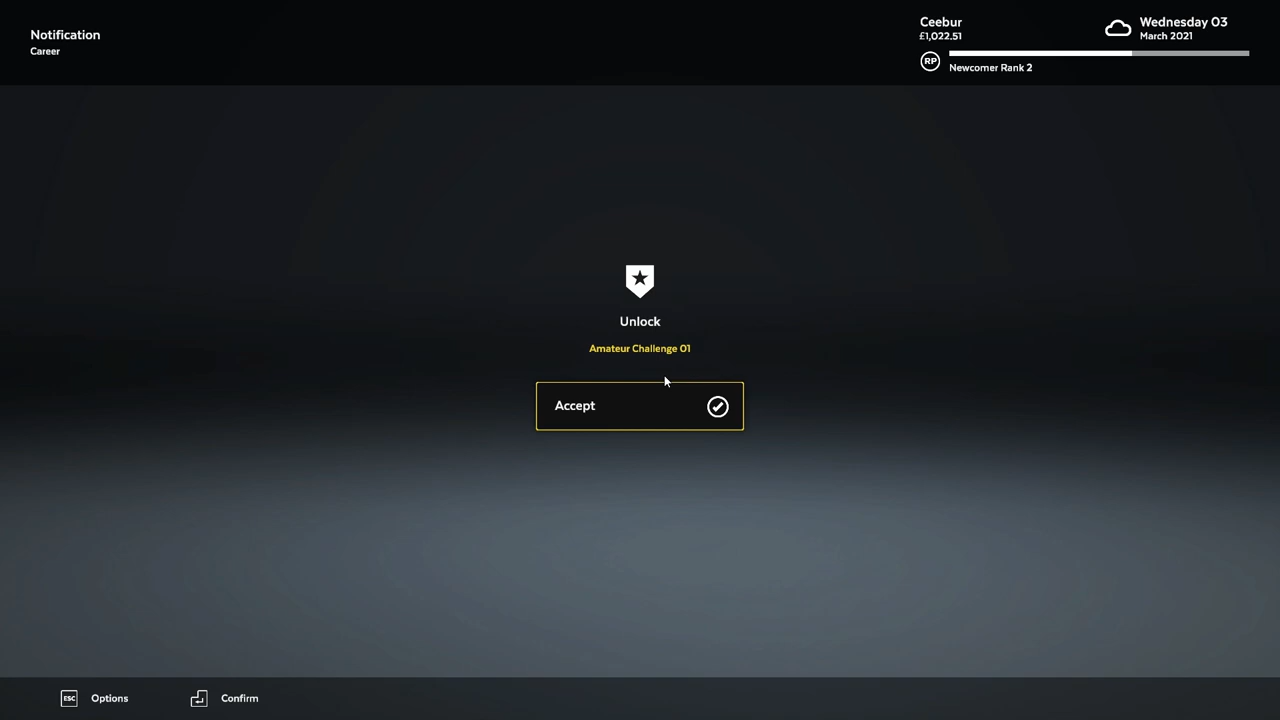 Notification
Career
Ceebur
£1,022.51
Wednesday 03
March 2021
RP
Newcomer Rank 2
Unlock
Amateur Challenge 01
Accept
ESC Options
Confirm